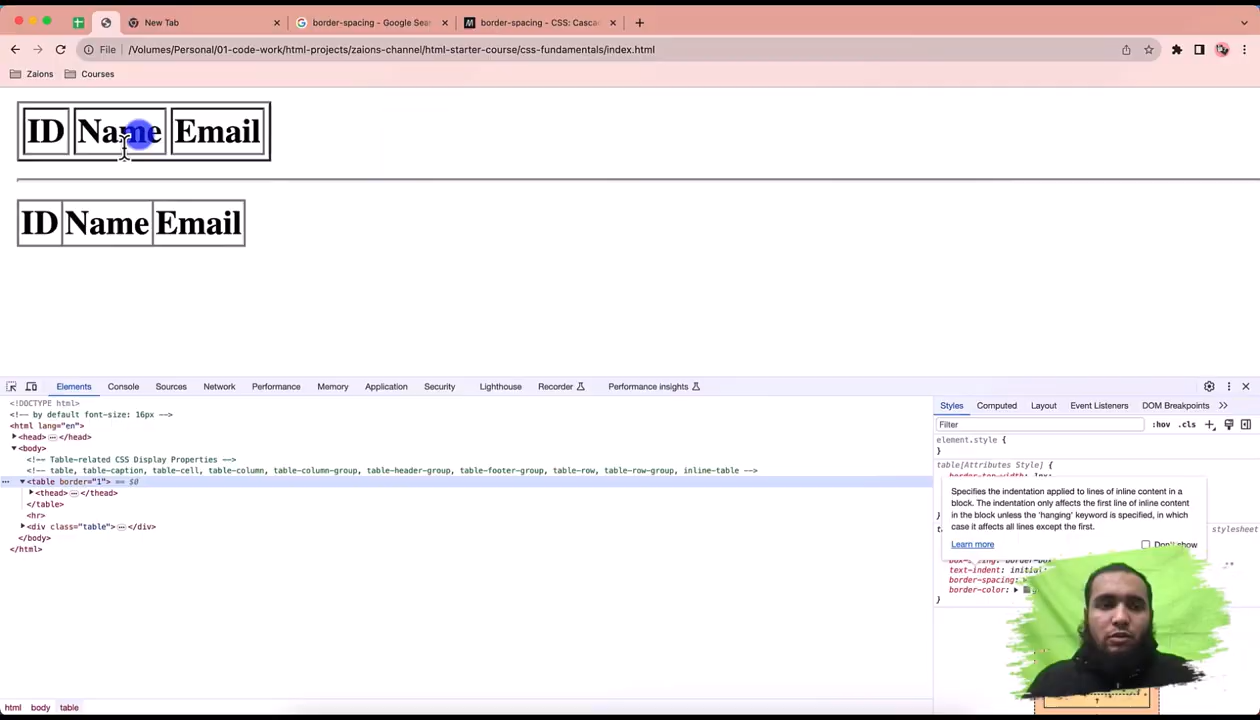 New Tab
border-spacing - Google Sear
border-spacing - CSS: Cascad
File
/Volumes/Personal/01-code-work/html-projects/zaions-channel/html-starter-course/css-fundamentals/index.html
Zaions
Courses
ID Name Email
ID Name Email
Elements Console Sources Network Performance Memory Application Security Lighthouse Recorder Performance insights
<!DOCTYPE html>
<!-- by default font-size: 16px -->
<html lang="en">
<head> … </head>
<body>
<!-- Table-related CSS Display Properties -->
<!-- table, table-caption, table-cell, table-column, table-column-group, table-header-group, table-footer-group, table-row, table-row-group, inline-table -->
<table border="1"> == $0
<thead> … </thead>
</table>
<hr>
<div class="table"> … </div>
</body>
</html>
html body table
Styles Computed Layout Event Listeners DOM Breakpoints
Filter
:hov .cls
element.style {
}
table[Attributes Style] {
Specifies the indentation applied to lines of inline content in a
block. The indentation only affects the first line of inline content
in the block unless the 'hanging' keyword is specified, in which
case it affects all lines except the first.
Learn more
Don't show
stylesheet
text-indent: initial
border-spacing:
border-color:
}